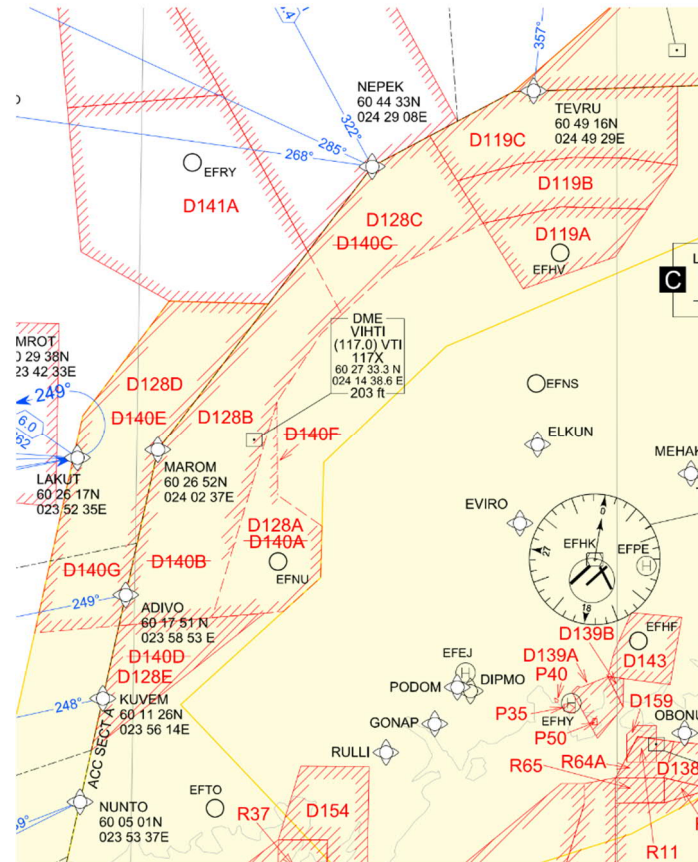 357°
NEPEK
60 44 33N
024 29 08E
322°
285°
268°
TEVRU
60 49 16N
024 49 29E
EFRY
D141A
D119C
D119B
D119A
EFHV
D128C
D140C
C
L
DME
VIHTI
(117.0) VTI
117X
60 27 33.3 N
024 14 38.6 E
203 ft
MROT
0 29 38N
23 42 33E
249°
6.0
62
D128D
D140E
D128B
D140F
EFNS
ELKUN
MEHAK
LAKUT
60 26 17N
023 52 35E
MAROM
60 26 52N
024 02 37E
EVIRO
0
27
18
EFHK
EFPE
D128A
D140A
D140B
D140G
EFNU
249°
ADIVO
60 17 51 N
023 58 53 E
D139B
EFHF
D140D
D128E
EFEJ
D139A
D143
P40
PODOM
DIPMO
248°
KUVEM
60 11 26N
023 56 14E
P35
EFHY
D159
OBONU
GONAP
P50
RULLI
R64A
R65
D138
ACC SECT A
NUNTO
60 05 01N
023 53 37E
EFTO
R37
D154
R11